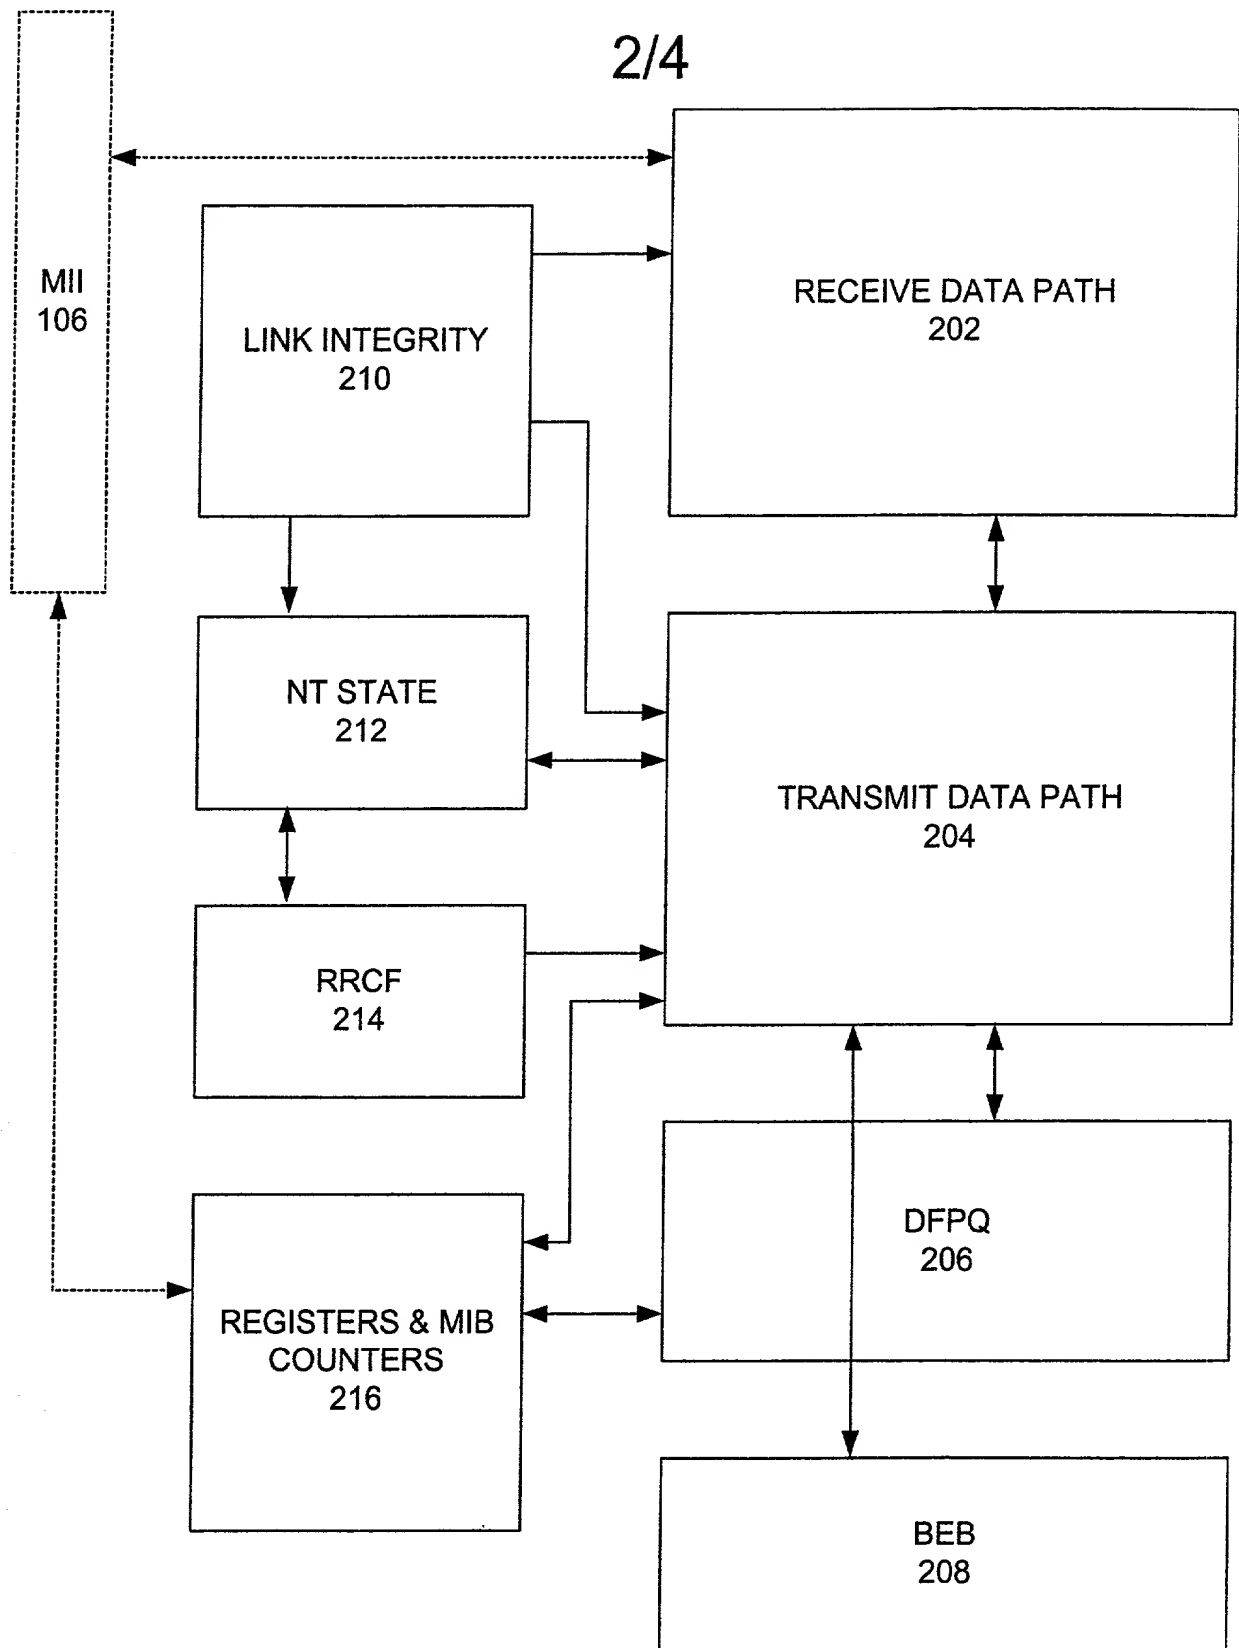 2/4
MII
106
LINK INTEGRITY
210
RECEIVE DATA PATH
202
NT STATE
212
TRANSMIT DATA PATH
204
RRCF
214
DFPQ
206
REGISTERS & MIB
COUNTERS
216
BEB
208